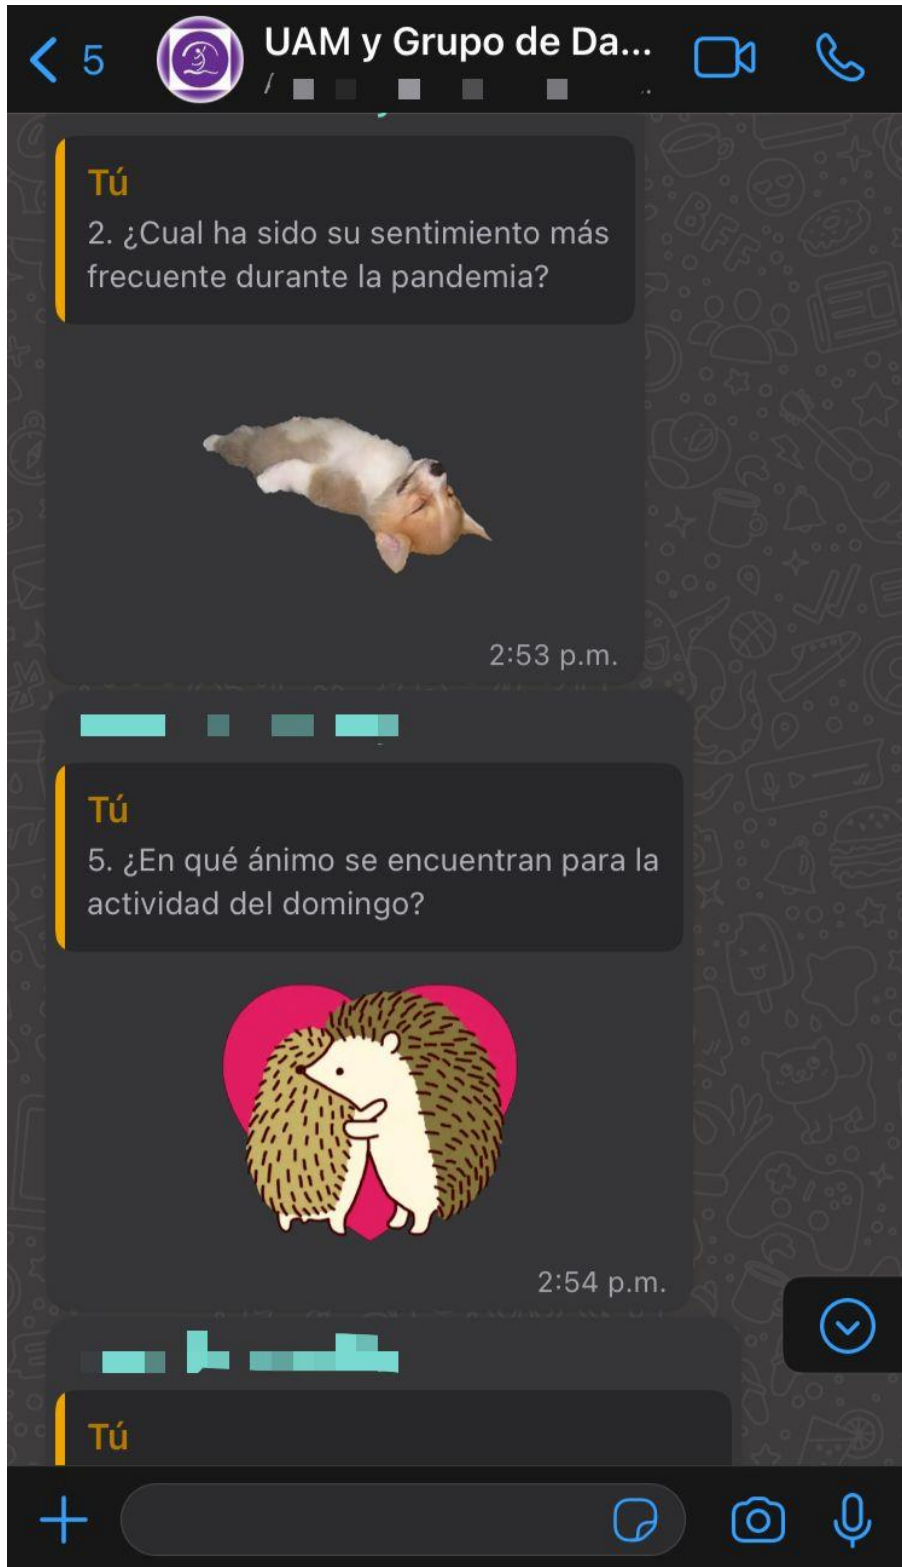 5
UAM y Grupo de Da...
Tú
2. ¿Cual ha sido su sentimiento más
frecuente durante la pandemia?
2:53 p.m.
Tú
5. ¿En qué ánimo se encuentran para la
actividad del domingo?
2:54 p.m.
Tú